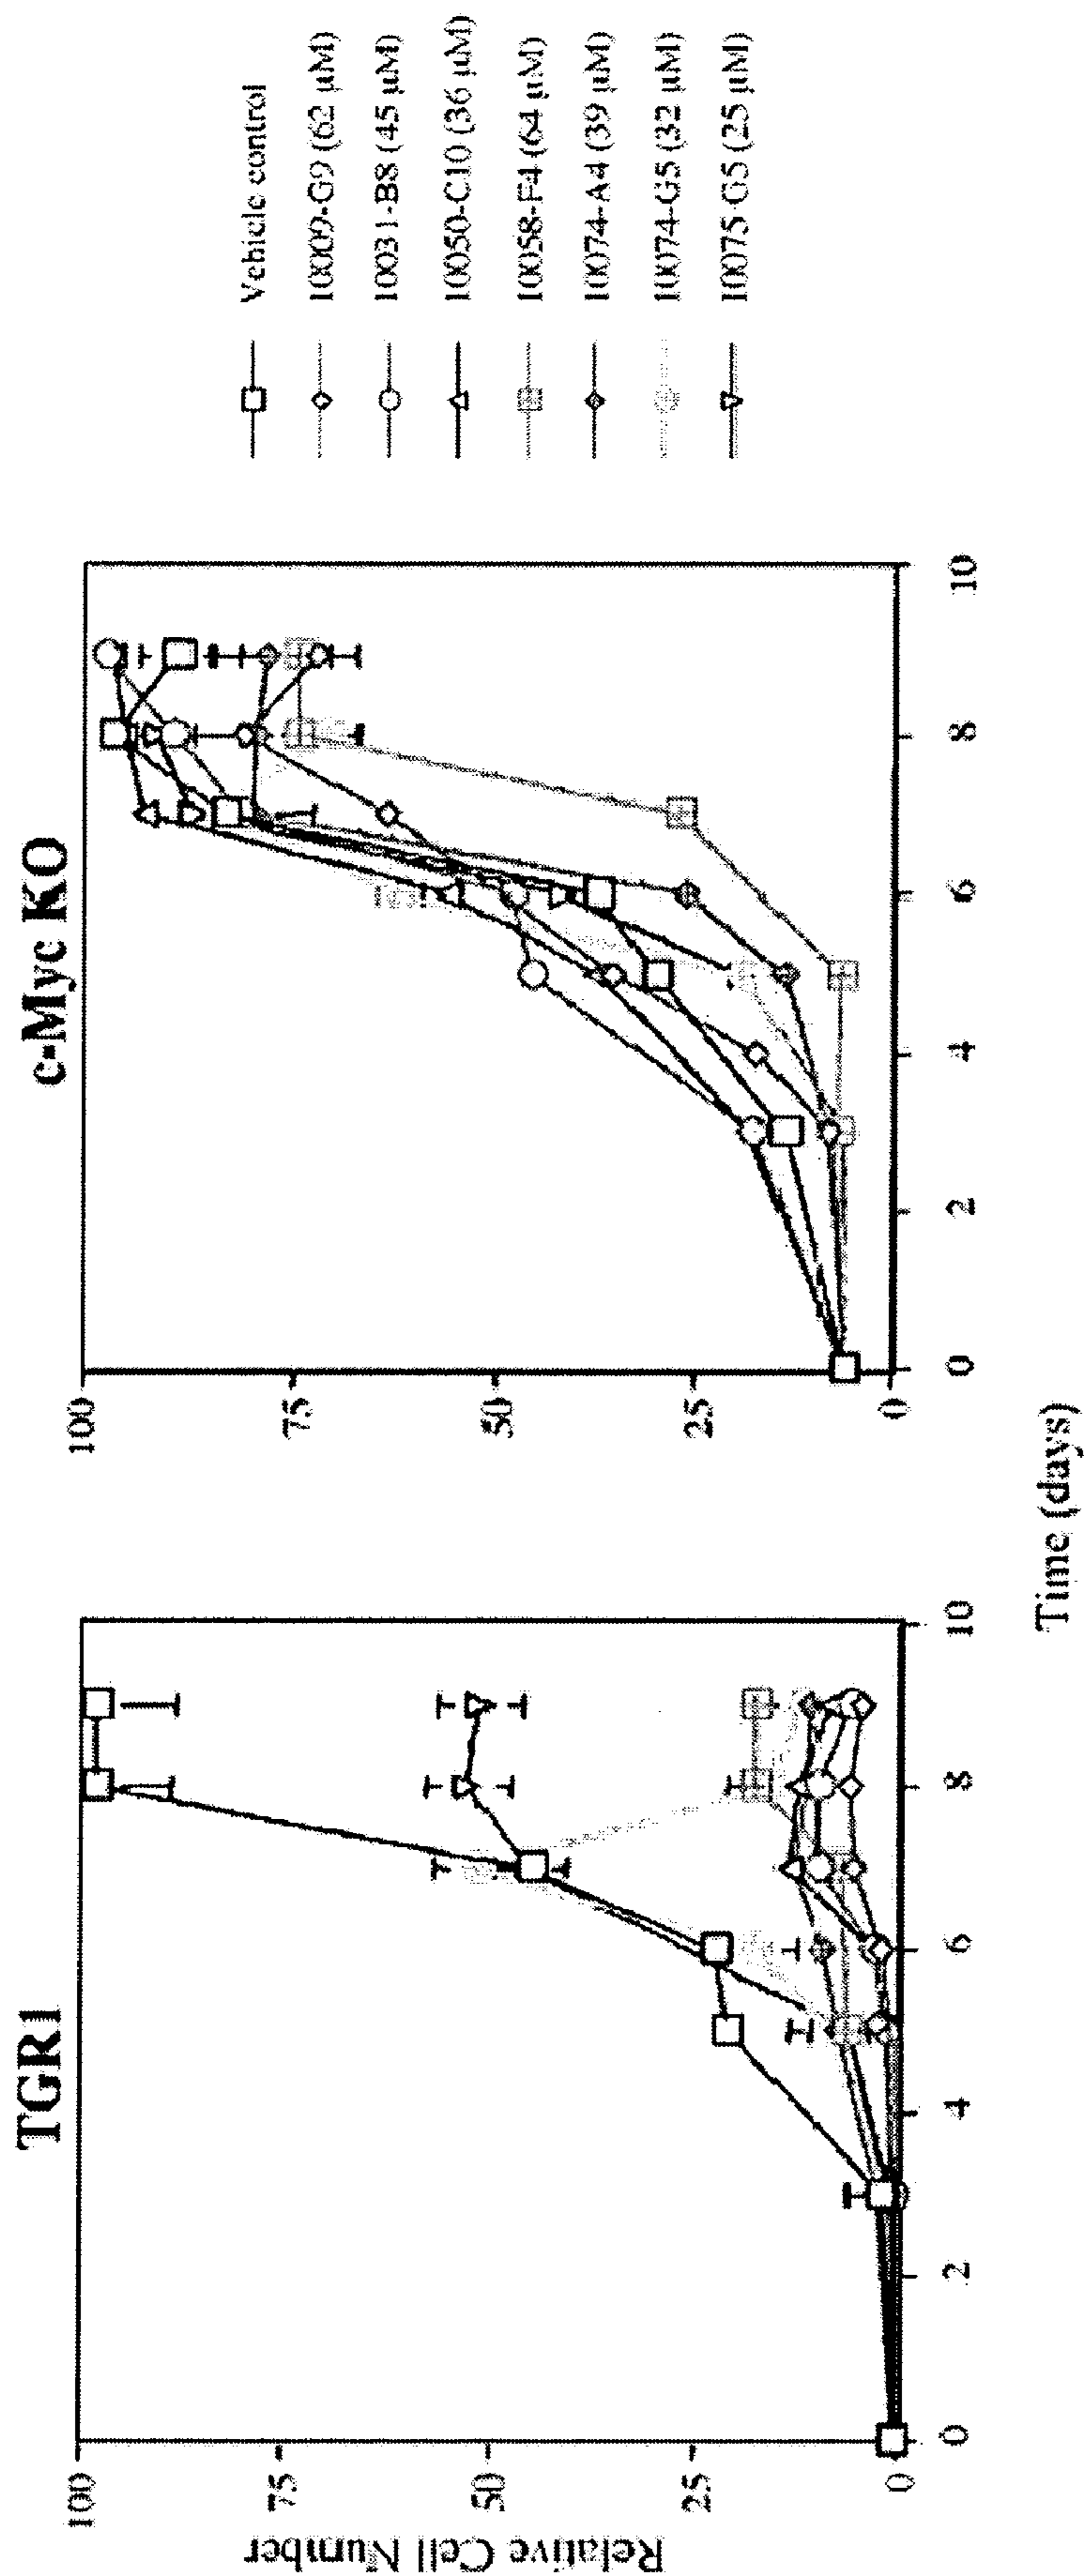 TGR1
Relative Cell Number
100
75
50
25
0
0
2
4
6
8
10
c-Myc KO
100
75
50
25
0
0
2
4
6
8
10
Time (days)
Vehicle control
10009-G9 (62 µM)
10031-B8 (45 µM)
10050-C10 (36 µM)
10058-F4 (64 µM)
10074-A4 (39 µM)
10074-G5 (32 µM)
10075-G5 (25 µM)